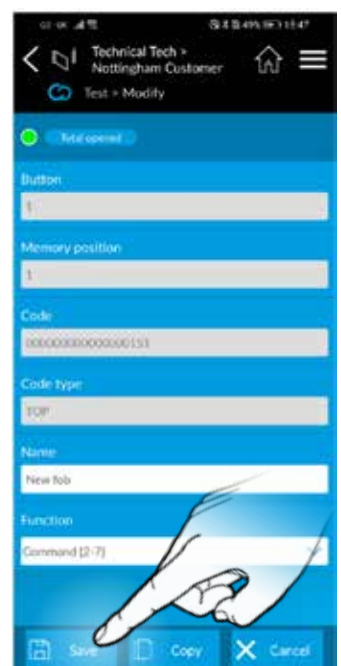 Technical Tech >
Nottingham Customer
Test > Modify
Total opened
Button
1
Memory position
1
Code
Code type
TOP
Name
New fob
Function
Command [2-7]
Save
Copy
Cancel